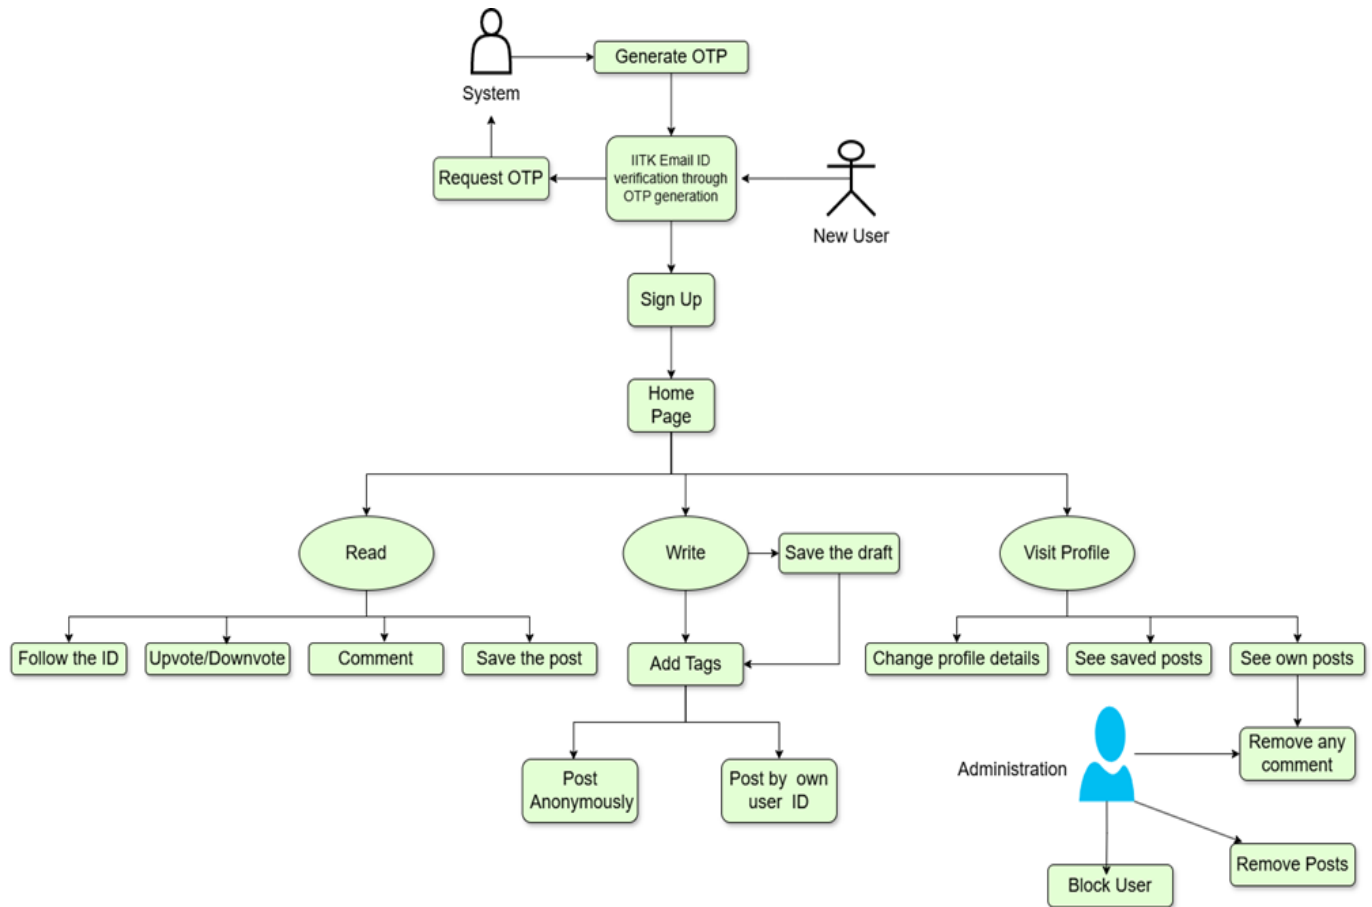 Generate OTP
System
IITK Email ID
verification through
OTP generation
Request OTP
New User
Sign Up
Home
Page
Read
Write
Save the draft
Visit Profile
Follow the ID
Upvote/Downvote
Comment
Save the post
Add Tags
Change profile details
See saved posts
See own posts
Post
Anonymously
Post by own
user ID
Administration
Remove any
comment
Remove Posts
Block User